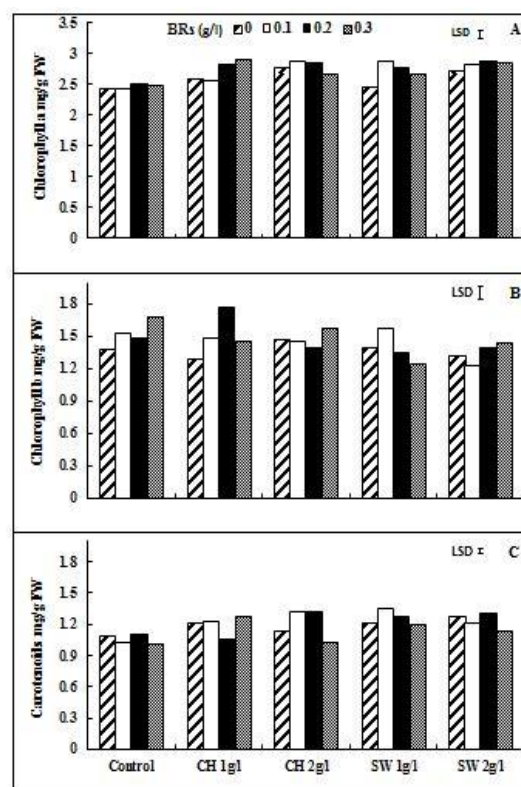 BRs (g/l) 0 0.1 0.2 0.3
LSD A
Chlorophyll a mg/g FW
3.5
3
2.5
2
1.5
1
0.5
0
LSD B
Chlorophyll b mg/g FW
1.8
1.5
1.2
0.9
0.6
0.3
0
LSD C
Carotenoils mg/g FW
1.8
1.5
1.2
0.9
0.6
0.3
0
Control CH 1g/l CH 2g/l SW 1g/l SW 2g/l